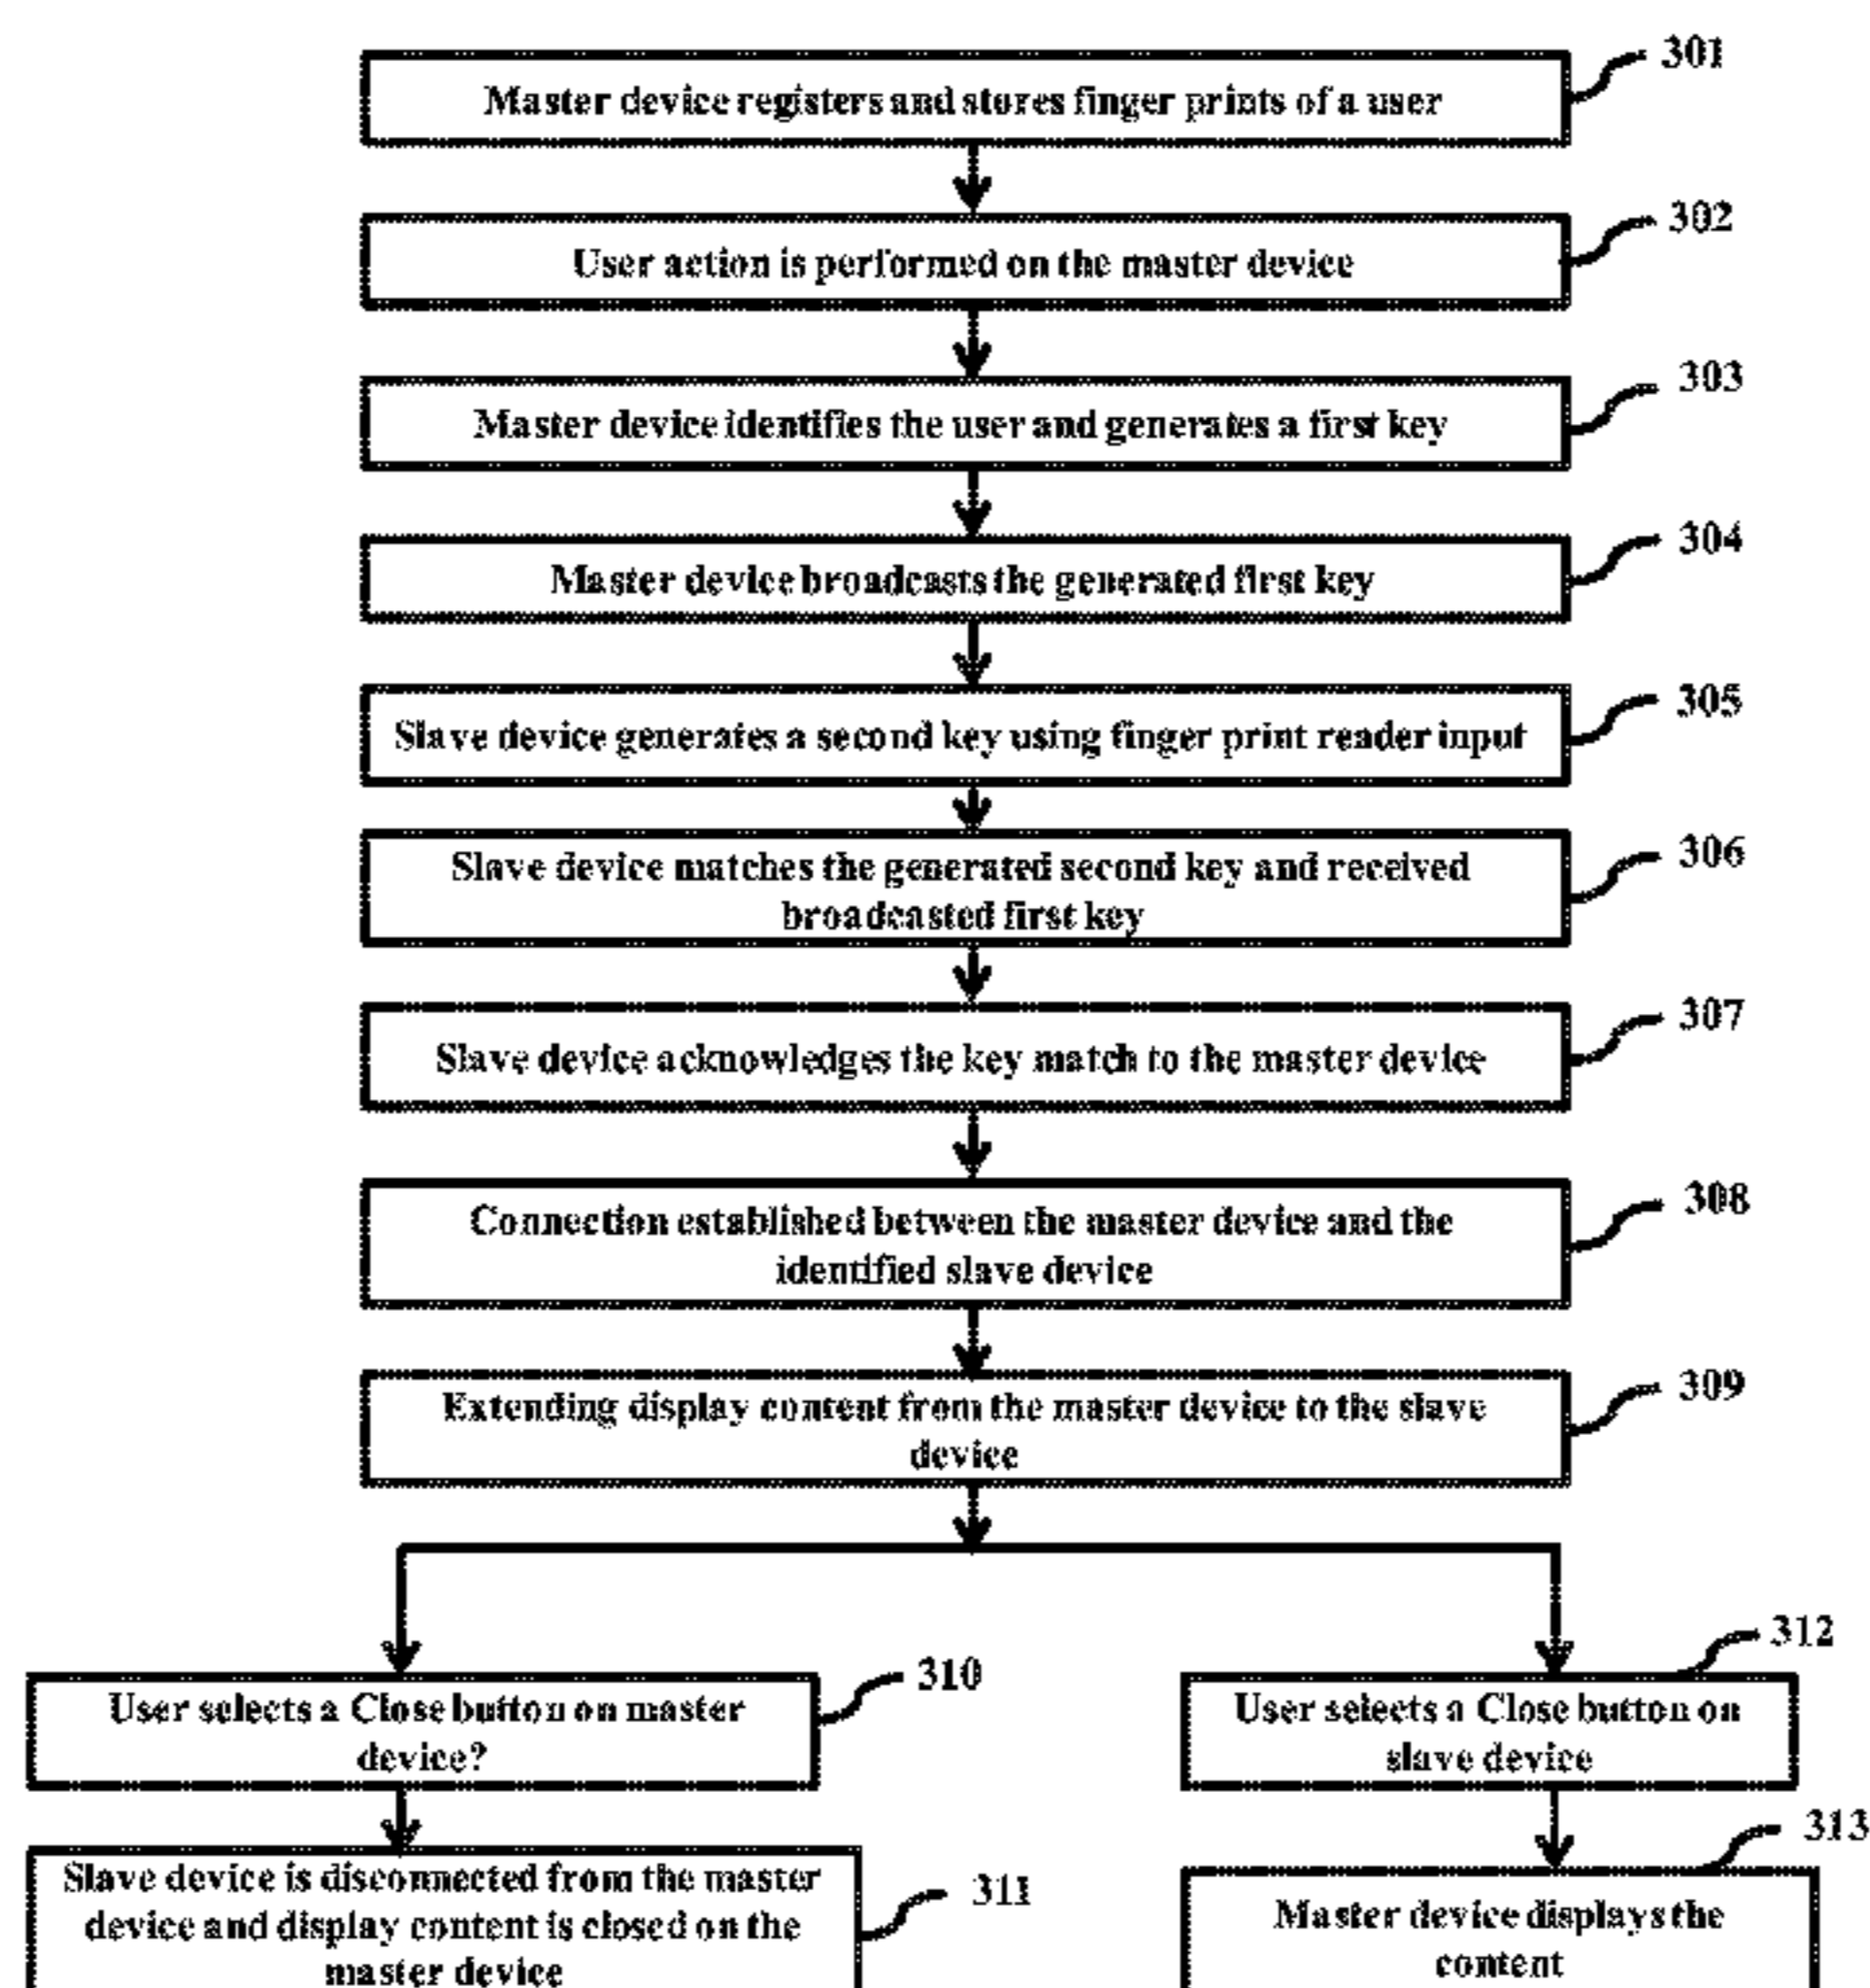 301
Master device registers and stores finger prints of a user
302
User action is performed on the master device
303
Master device identifies the user and generates a first key
304
Master device broadcasts the generated first key
305
Slave device generates a second key using finger print reader input
306
Slave device matches the generated second key and received
broadcasted first key
307
Slave device acknowledges the key match to the master device
308
Connection established between the master device and the
identified slave device
309
Extending display content from the master device to the slave
device
310
User selects a Close button on master
device?
312
User selects a Close button on
slave device
311
Slave device is disconnected from the master
device and display content is closed on the
master device
313
Master device displays the
content